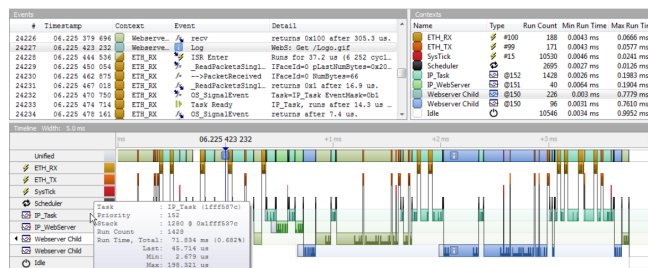 Events
# Timestamp Context Event Detail
24226 06.225 379 696 Webserve… recv returns 0x100 after 305.3 us.
24227 06.225 423 232 Webserve… Log WebS: Get /Logo.gif
24228 06.225 444 536 ETH_RX ISR Enter Runs for 37.2 us (6 252 cycl…
24229 06.225 450 054 ETH_RX _ReadPacketsSingl… IFaceId=0 pLastNumBytes=0x20…
24230 06.225 462 875 ETH_RX -->PacketReceived IFaceId=0 NumBytes=66
24231 06.225 467 018 ETH_RX _ReadPacketsSingl… returns 0x1 after 16.9 us.
24232 06.225 470 750 ETH_RX OS_SignalEvent Task=IP_Task EventMask=0b1
24233 06.225 474 714 ETH_RX Task Ready IP_Task, runs after 14.3 us …
24234 06.225 478 161 ETH_RX OS_SignalEvent returns after 7.4 us.
Contexts
Name Type Run Count Min Run Time Max Run Ti
ETH_RX #100 188 0.0043 ms 0.0666 ms
ETH_TX #99 171 0.0043 ms 0.0577 ms
SysTick #15 10530 0.0046 ms 0.0241 ms
Scheduler 2695 0.0027 ms 0.0126 ms
IP_Task @152 1428 0.0026 ms 0.1983 ms
IP_WebServer @151 40 0.0064 ms 0.1904 ms
Webserver Child @150 226 0.003 ms 0.7779 ms
Webserver Child @150 96 0.0031 ms 0.7610 ms
Idle 10546 0.0034 ms 0.9952 ms
Timeline Width: 5.0 ms
ms 06.225 423 232 +1 ms +2 ms +3 ms
Unified
ETH_RX
ETH_TX
SysTick
Scheduler
IP_Task
IP_WebServer
Webserver Child
Webserver Child
Idle
Task : IP_Task (1fff587c)
Priority : 152
Stack : 1280 @ 0x1fff537c
Run Count : 1428
Run Time, Total: 71.834 ms (0.682%)
Last: 45.714 us
Min: 2.679 us
Max: 198.321 us